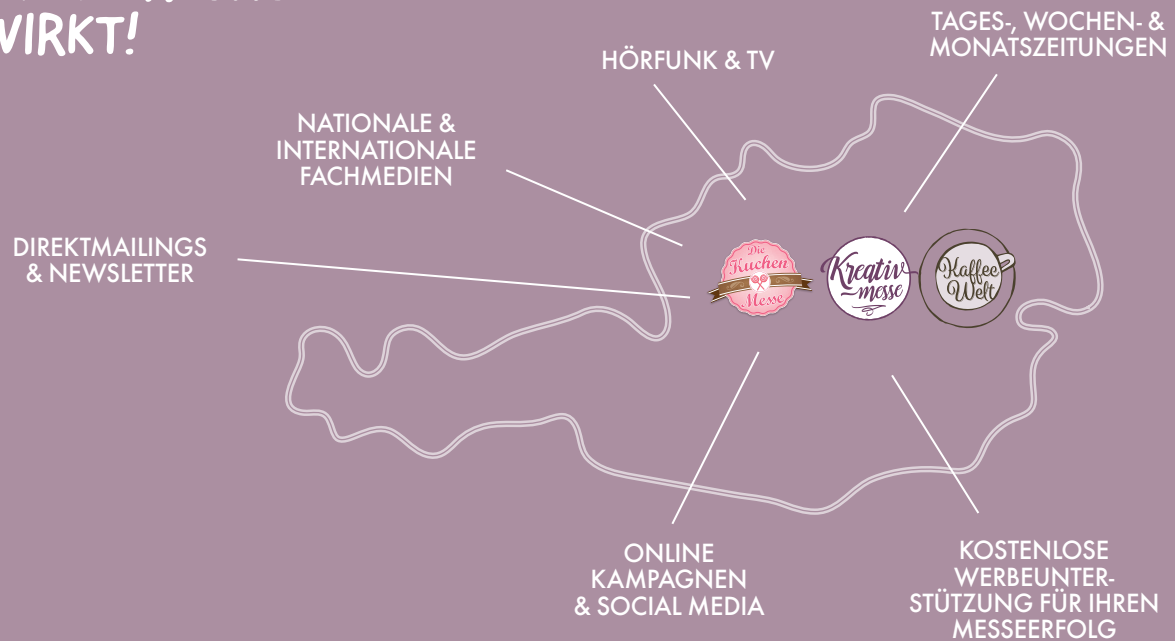 WIRKT!
HÖRFUNK & TV
TAGES-, WOCHEN- &
MONATSZEITUNGEN
NATIONALE &
INTERNATIONALE
FACHMEDIEN
DIREKTMAILINGS
& NEWSLETTER
Die
Kuchen
Messe
Kreativ
messe
Kaffee
Welt
ONLINE
KAMPAGNEN
& SOCIAL MEDIA
KOSTENLOSE
WERBEUNTER-
STÜTZUNG FÜR IHREN
MESSEERFOLG